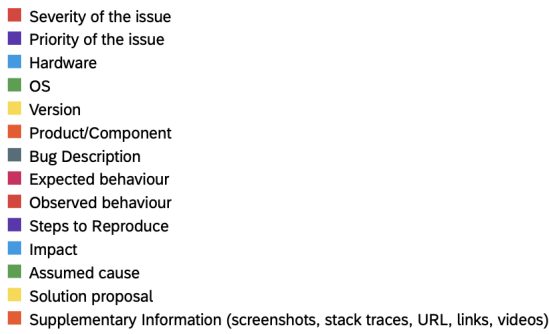 Severity of the issue
Priority of the issue
Hardware
OS
Version
Product/Component
Bug Description
Expected behaviour
Observed behaviour
Steps to Reproduce
Impact
Assumed cause
Solution proposal
Supplementary Information (screenshots, stack traces, URL, links, videos)